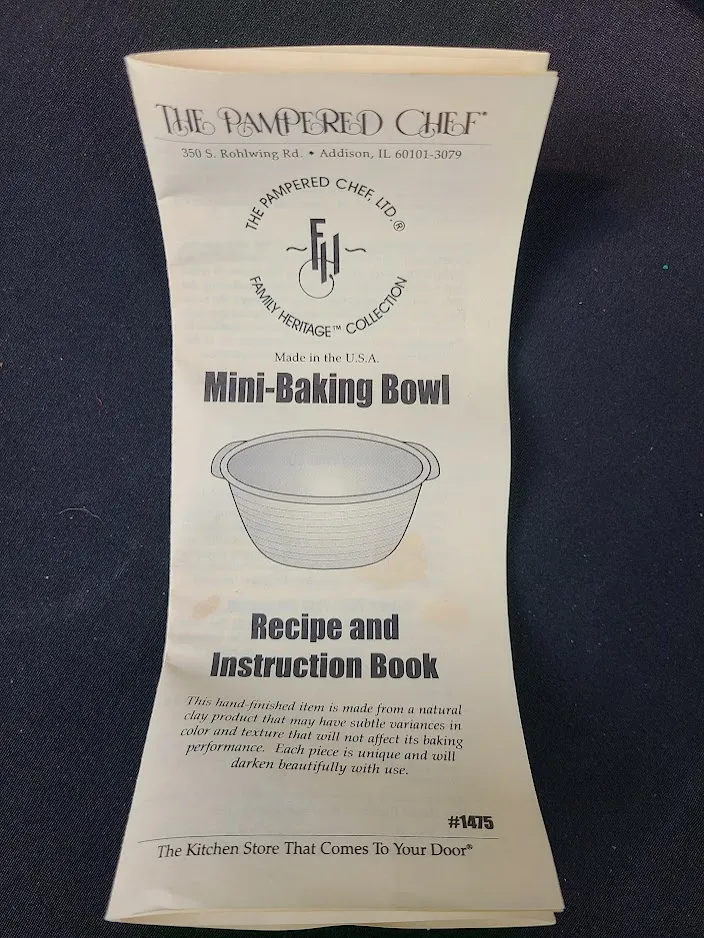 THE PAMPERED CHEF®
350 S. Rohlwing Rd. • Addison, IL 60101-3079
THE PAMPERED CHEF, LTD.®
FH
FAMILY HERITAGE™ COLLECTION
Made in the U.S.A.
Mini-Baking Bowl
Recipe and
Instruction Book
This hand-finished item is made from a natural
clay product that may have subtle variances in
color and texture that will not affect its baking
performance. Each piece is unique and will
darken beautifully with use.
#1475
The Kitchen Store That Comes To Your Door®